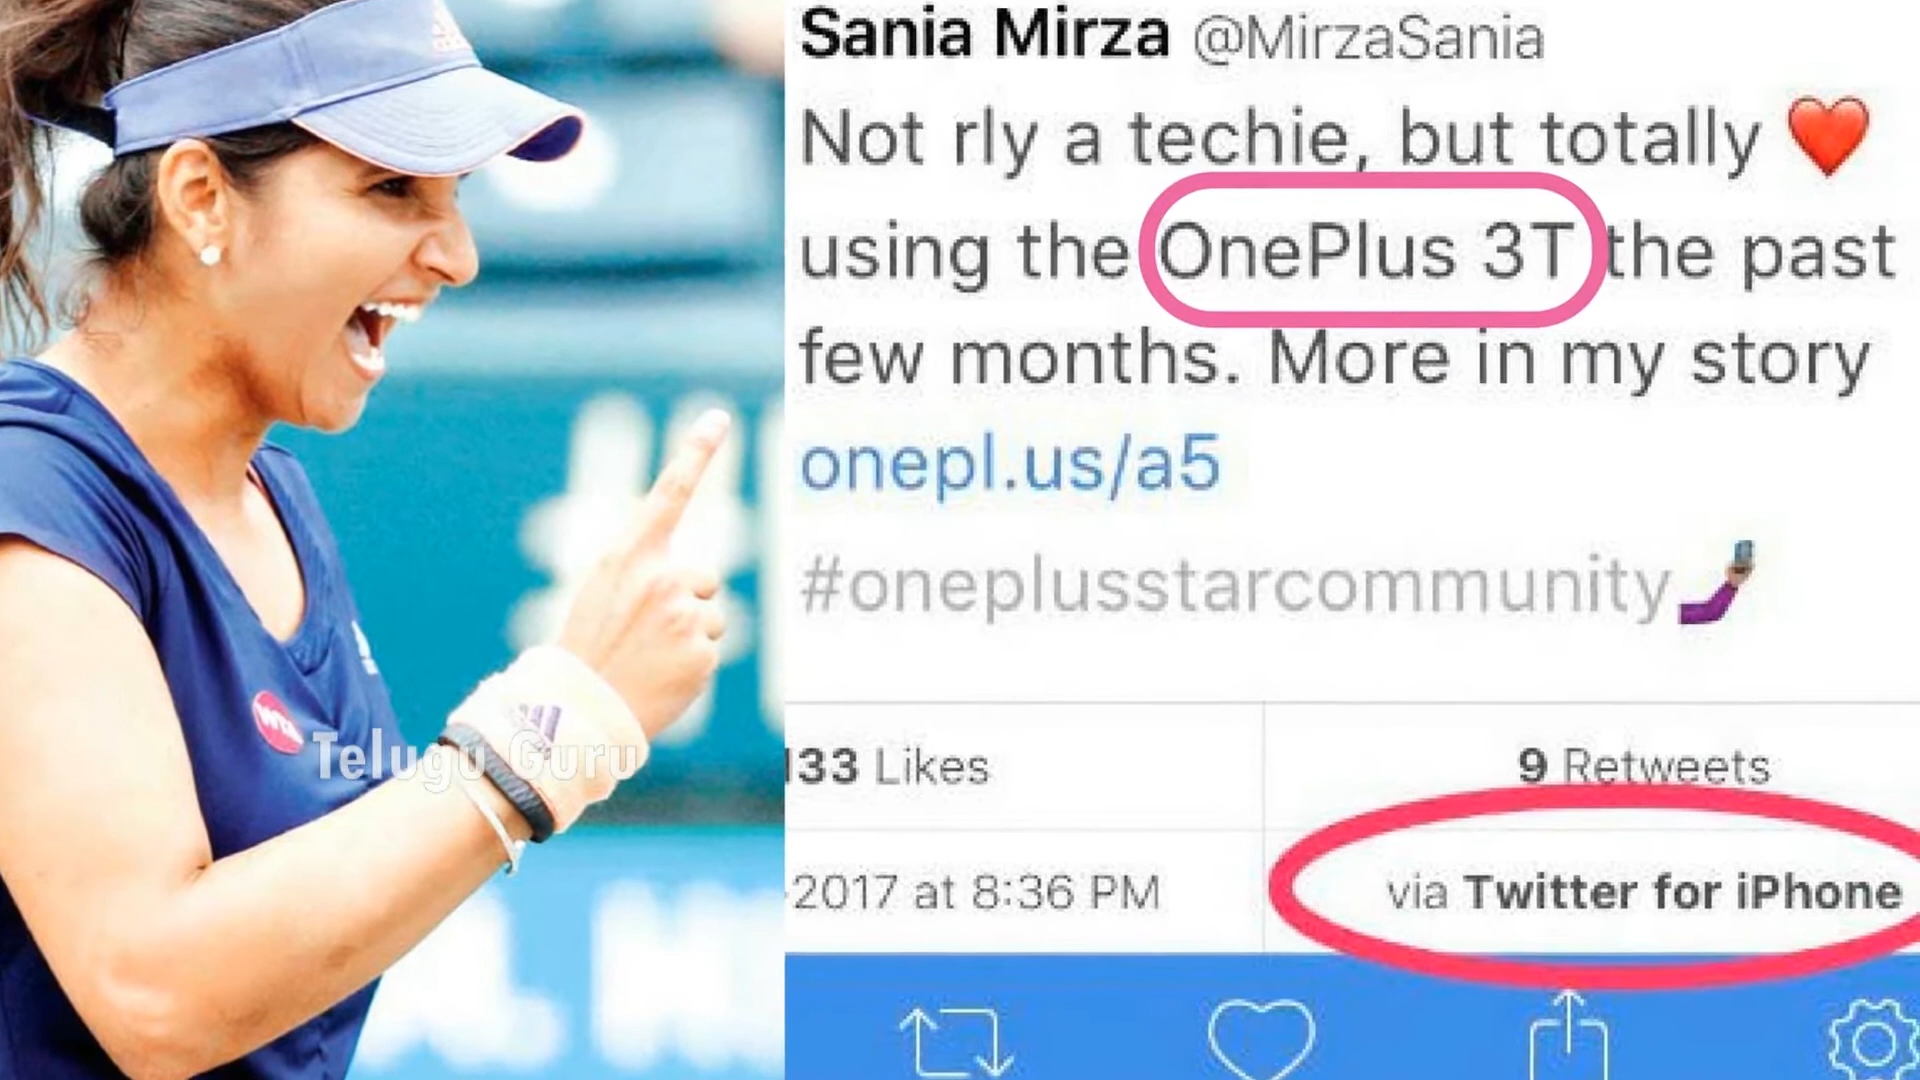 Sania Mirza @MirzaSania
Not rly a techie, but totally ❤️
using the OnePlus 3T the past
few months. More in my story
onepl.us/a5
#oneplusstarcommunity🤳
133 Likes
9 Retweets
-2017 at 8:36 PM
via Twitter for iPhone
WTA
Telugu Guru